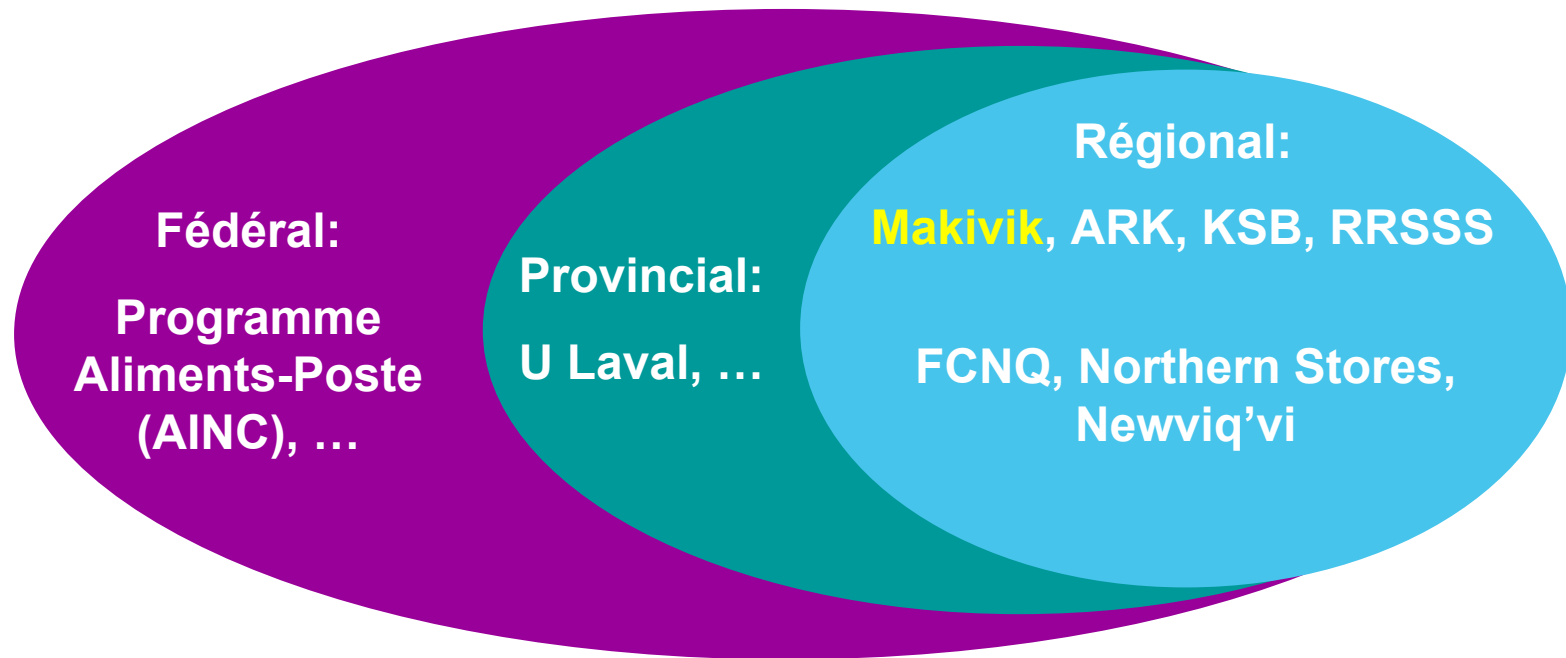 Fédéral:
Programme
Aliments-Poste
(AINC), …
Provincial:
U Laval, …
Régional:
Makivik, ARK, KSB, RRSSS
FCNQ, Northern Stores,
Newviq’vi